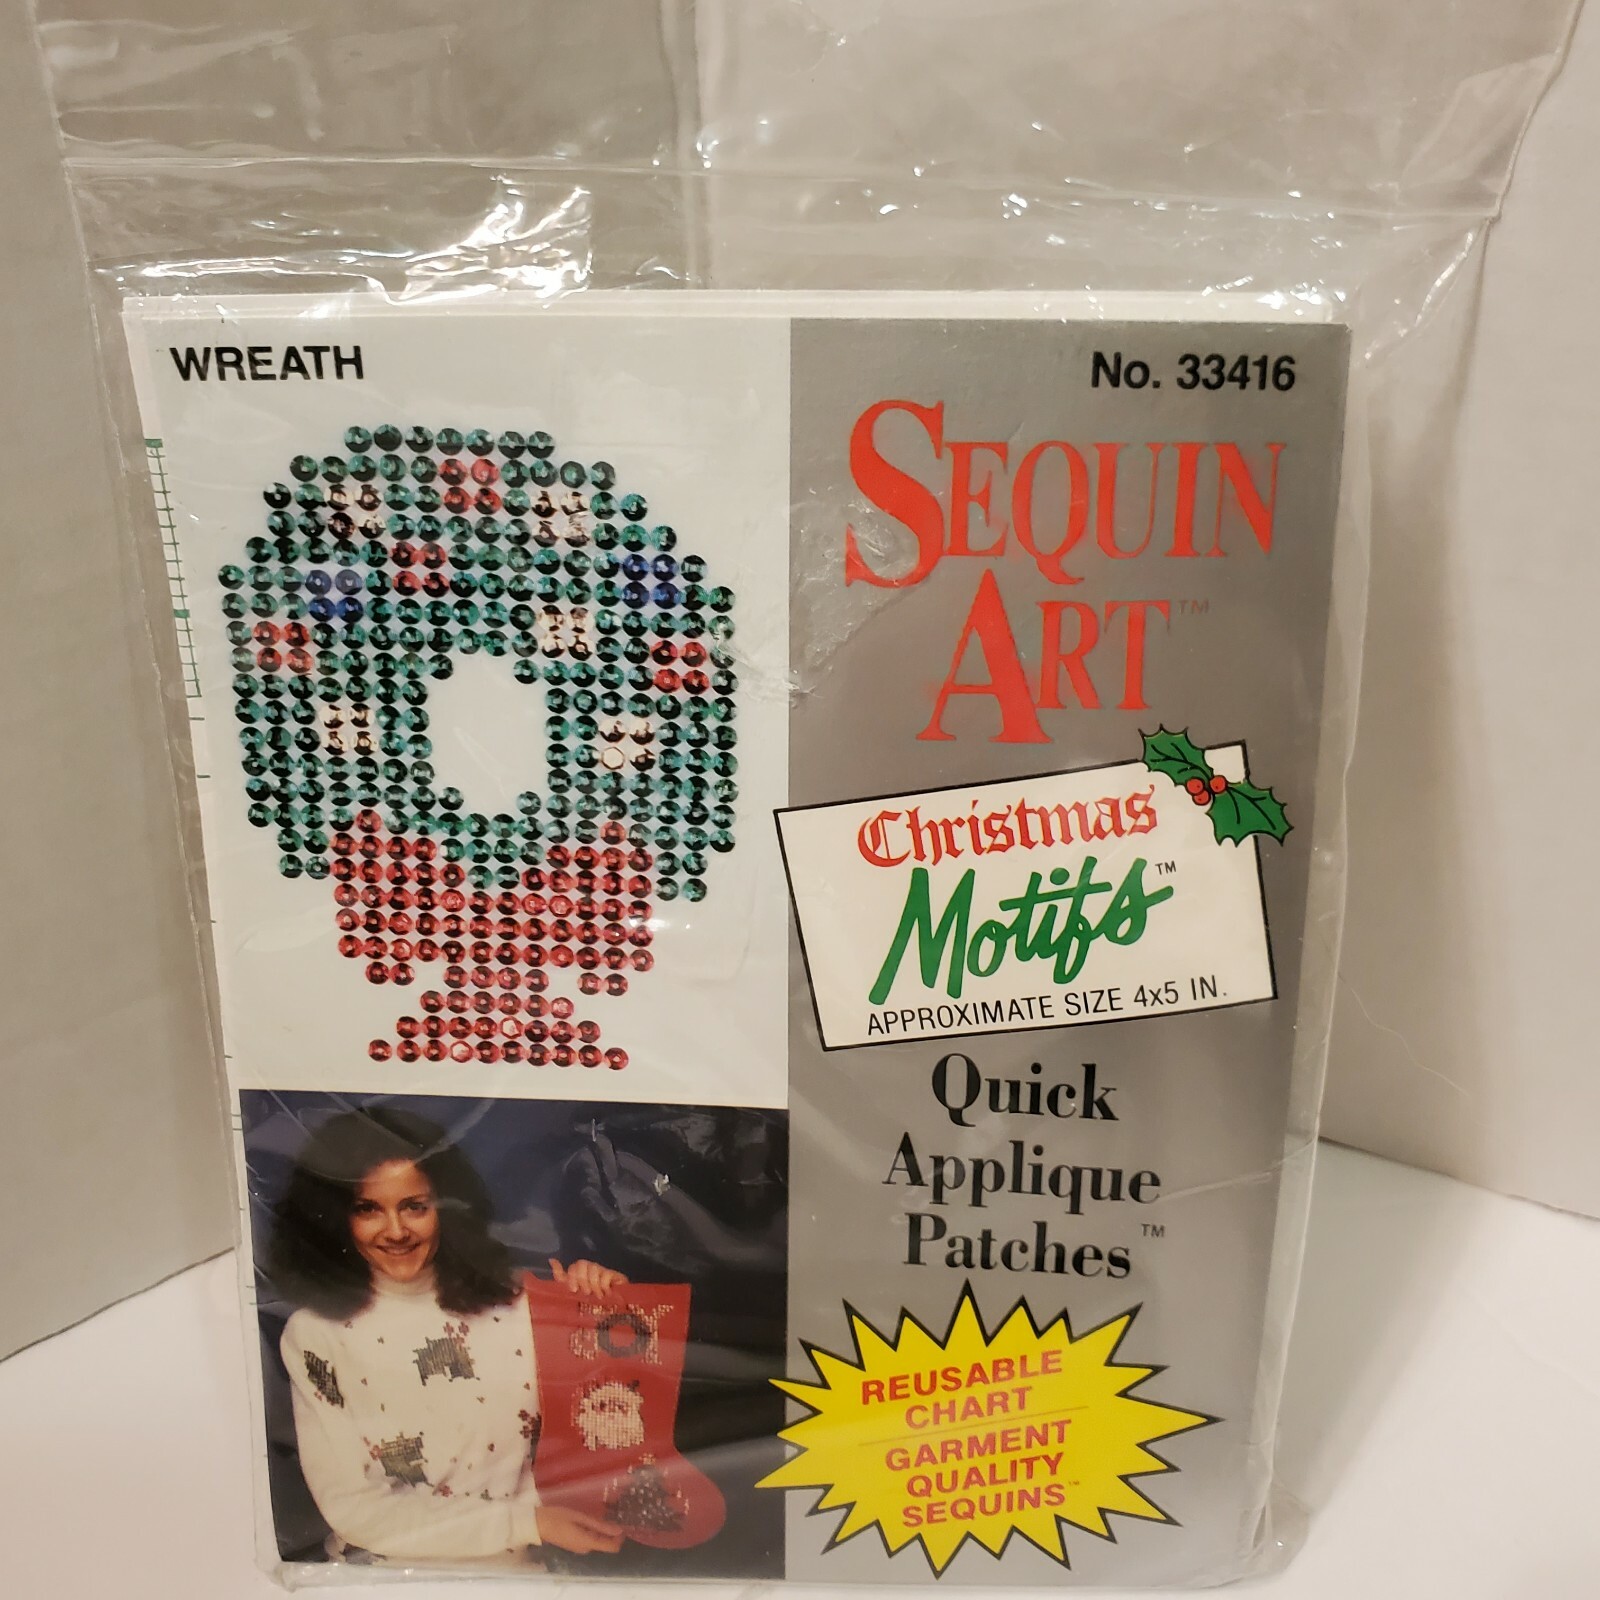 WREATH
No. 33416
SEQUIN
ART™
Christmas
Motifs™
APPROXIMATE SIZE 4x5 IN.
Quick
Applique
Patches™
REUSABLE
CHART
GARMENT
QUALITY
SEQUINS™